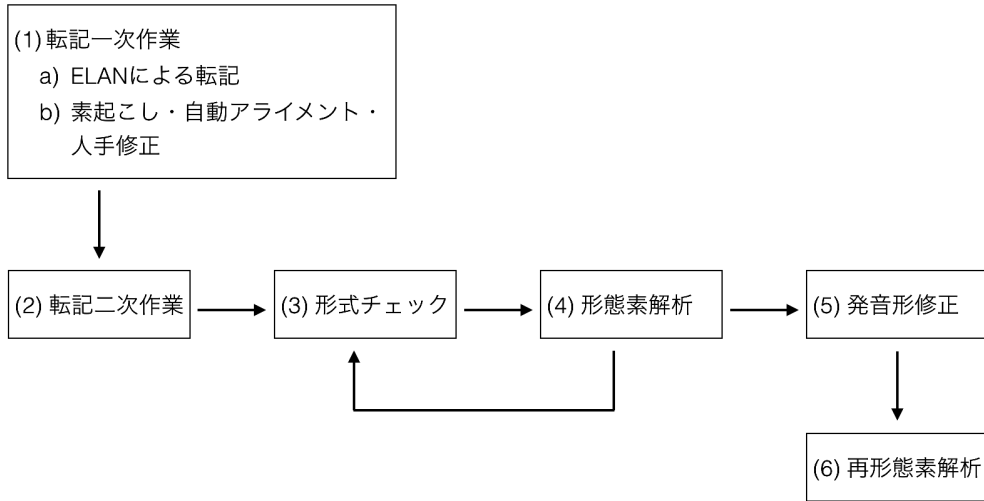 (1) 転記一次作業
a) ELANによる転記
b) 素起こし・自動アライメント・
人手修正
(2) 転記二次作業
(3) 形式チェック
(4) 形態素解析
(5) 発音形修正
(6) 再形態素解析